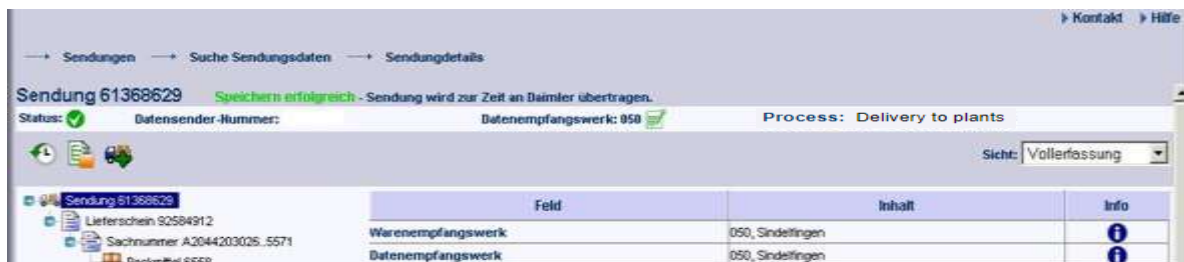 Kontakt Hilfe
Sendungen Suche Sendungsdaten Sendungdetails
Sendung 61368629 Speichern erfolgreich - Sendung wird zur Zeit an Daimler übertragen.
Status: Datensender-Nummer: Datenempfangswerk: 050 Process: Delivery to plants
Sicht: Vollerfassung
Sendung 61368629 Feld Inhalt Info
Lieferschein 92584912
Warenempfangswerk 050, Sindelfingen
Sachnummer A2044203026..5571
Datenempfangswerk 050, Sindelfingen
Packmittel 6558